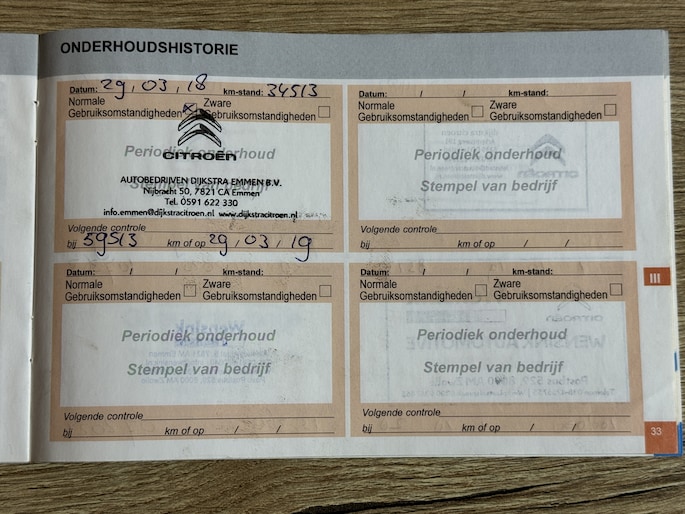 ONDERHOUDSHISTORIE
Datum: 29, 03, 18 km-stand: 34513
Normale Gebruiksomstandigheden Zware Gebruiksomstandigheden
Periodiek onderhoud
CITROËN
AUTOBEDRIJVEN DIJKSTRA EMMEN B.V.
Stempel van bedrijf
Nijbracht 50, 7821 CA Emmen
Tel. 0591 622 330
info.emmen@dijkstracitroen.nl www.dijkstracitroen.nl
Volgende controle
bij 59513 km of op 29, 03, 19
Datum: / / km-stand:
Normale Gebruiksomstandigheden Zware Gebruiksomstandigheden
Periodiek onderhoud
Stempel van bedrijf
Volgende controle
bij km of op / /
Datum: / / km-stand:
Normale Gebruiksomstandigheden Zware Gebruiksomstandigheden
Periodiek onderhoud
Stempel van bedrijf
Volgende controle
bij km of op / /
Datum: / / km-stand:
Normale Gebruiksomstandigheden Zware Gebruiksomstandigheden
Periodiek onderhoud
Stempel van bedrijf
Volgende controle
bij km of op / /
III
33